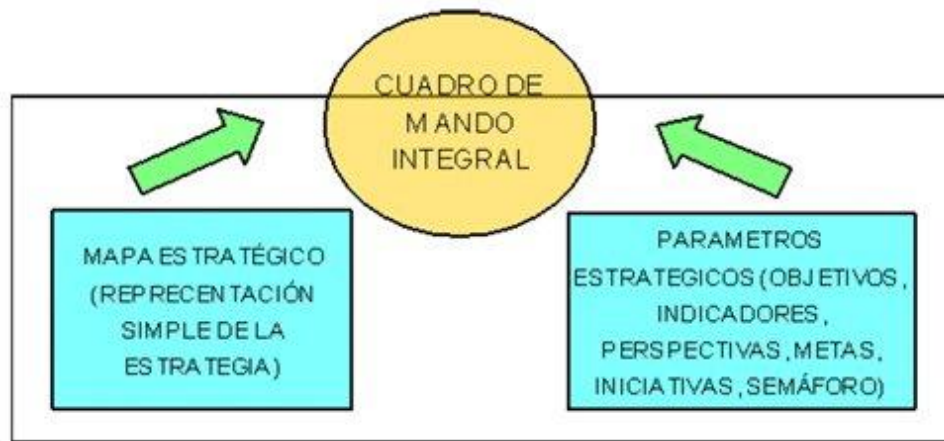 CUADRO DE
MANDO
INTEGRAL
MAPA ESTRATÉGICO
(REPRECENTACIÓN
SIMPLE DE LA
ESTRATEGIA)
PARAMETROS
ESTRATEGICOS (OBJETIVOS,
INDICADORES,
PERSPECTIVAS, METAS,
INICIATIVAS, SEMÁFORO)